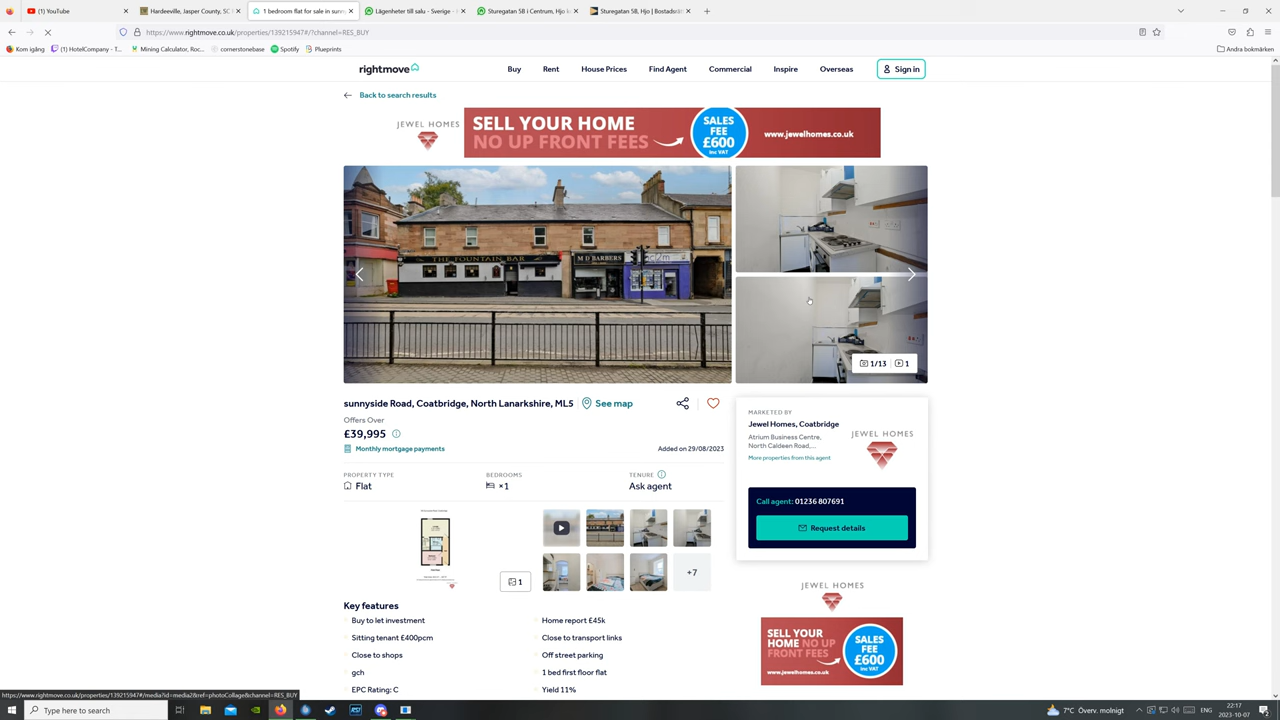 (1) YouTube
Hardeeville, Jasper County, SC
1 bedroom flat for sale in sunn
Lägenheter till salu - Sverige -
Sturegatan 5B i Centrum, Hjo
Sturegatan 5B, Hjo | Bostads
https://www.rightmove.co.uk/properties/139215947#/?channel=RES_BUY
Kom igång
(1) HotelCompany - T...
Mining Calculator, Roc...
cornerstonebase
Spotify
Plueprints
Andra bokmärken
rightmove
Buy
Rent
House Prices
Find Agent
Commercial
Inspire
Overseas
Sign in
Back to search results
JEWEL HOMES
SELL YOUR HOME
NO UP FRONT FEES
SALES
FEE
£600
inc VAT
www.jewelhomes.co.uk
THE FOUNTAIN BAR
M D BARBERS
1/13
1
sunnyside Road, Coatbridge, North Lanarkshire, ML5
See map
Offers Over
£39,995
Monthly mortgage payments
Added on 29/08/2023
PROPERTY TYPE
BEDROOMS
TENURE
Flat
×1
Ask agent
1
+7
MARKETED BY
Jewel Homes, Coatbridge
Atrium Business Centre,
North Caldeen Road,...
More properties from this agent
JEWEL HOMES
Call agent: 01236 807691
Request details
JEWEL HOMES
SELL YOUR
HOME NO UP
FRONT FEES
www.jewelhomes.co.uk
SALES
FEE
£600
inc VAT
Key features
Buy to let investment
Home report £45k
Sitting tenant £400pcm
Close to transport links
Close to shops
Off street parking
gch
1 bed first floor flat
EPC Rating: C
Yield 11%
https://www.rightmove.co.uk/properties/139215947#/media?id=media2&ref=photoCollage&channel=RES_BUY
Type here to search
7°C Överv. molnigt
ENG
22:17
2023-10-07
2